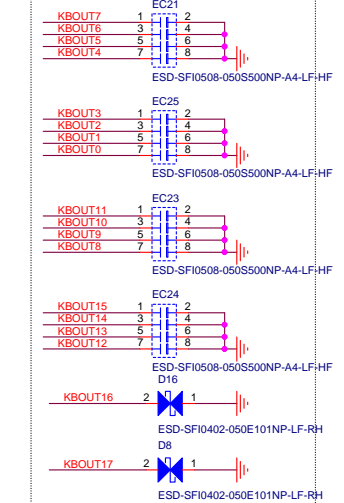 EC21
KBOUT7 1 2
KBOUT6 3 4
KBOUT5 5 6
KBOUT4 7 8
ESD-SFI0508-050S500NP-A4-LF-HF
EC25
KBOUT3 1 2
KBOUT2 3 4
KBOUT1 5 6
KBOUT0 7 8
ESD-SFI0508-050S500NP-A4-LF-HF
EC23
KBOUT11 1 2
KBOUT10 3 4
KBOUT9 5 6
KBOUT8 7 8
ESD-SFI0508-050S500NP-A4-LF-HF
EC24
KBOUT15 1 2
KBOUT14 3 4
KBOUT13 5 6
KBOUT12 7 8
ESD-SFI0508-050S500NP-A4-LF-HF
D16
KBOUT16 2 1
ESD-SFI0402-050E101NP-LF-RH
D8
KBOUT17 2 1
ESD-SFI0402-050E101NP-LF-RH